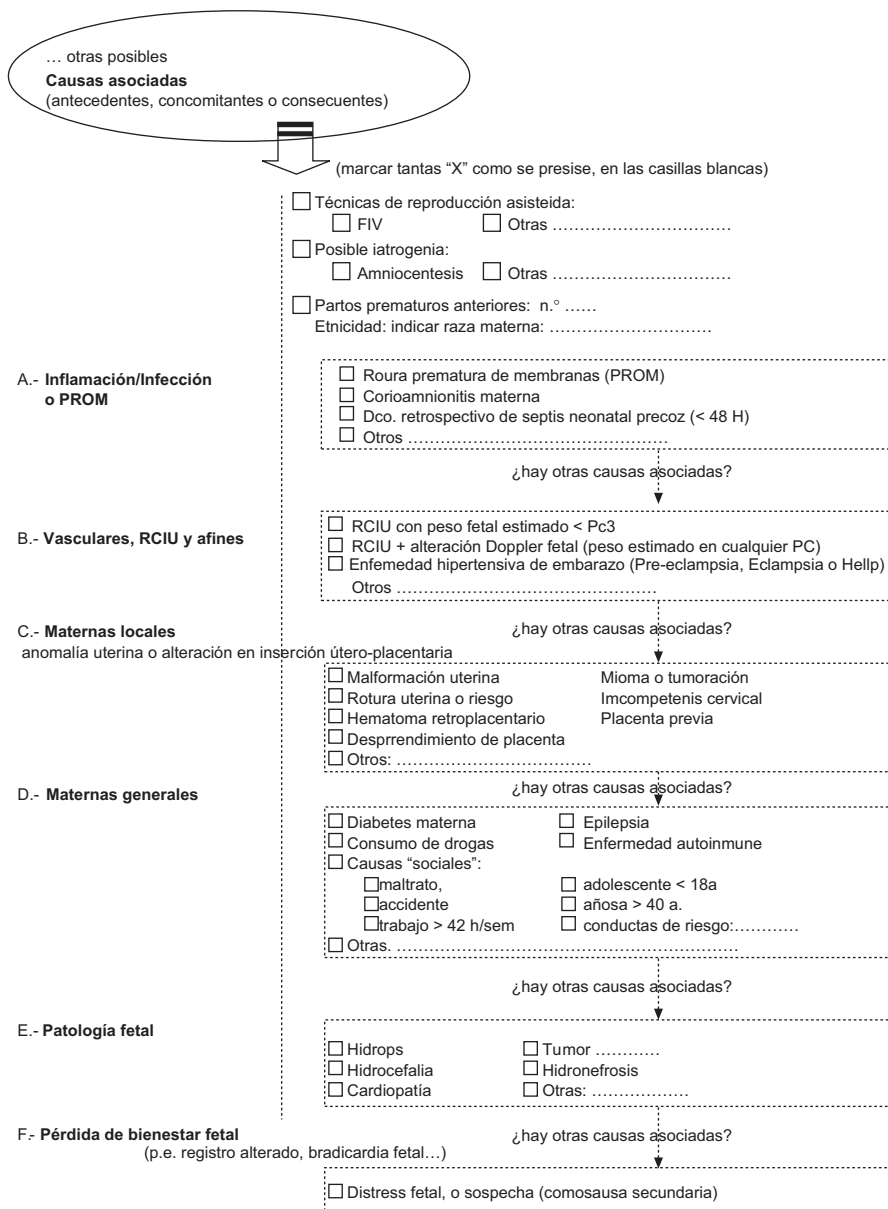 … otras posibles
Causas asociadas
(antecedentes, concomitantes o consecuentes)
(marcar tantas “X” como se presise, en las casillas blancas)
Técnicas de reproducción asisteida:
FIV Otras ……………………………
Posible iatrogenia:
Amniocentesis Otras ……………………………
Partos prematuros anteriores: n.° ……
Etnicidad: indicar raza materna: …………………………
A.- Inflamación/Infección
o PROM
Roura prematura de membranas (PROM)
Corioamnionitis materna
Dco. retrospectivo de septis neonatal precoz (< 48 H)
Otros …………………………………………
¿hay otras causas asociadas?
B.- Vasculares, RCIU y afines
RCIU con peso fetal estimado < Pc3
RCIU + alteración Doppler fetal (peso estimado en cualquier PC)
Enfemedad hipertensiva de embarazo (Pre-eclampsia, Eclampsia o Hellp)
Otros …………………………………………
¿hay otras causas asociadas?
C.- Maternas locales
anomalía uterina o alteración en inserción útero-placentaria
Malformación uterina Mioma o tumoración
Rotura uterina o riesgo Imcompetenis cervical
Hematoma retroplacentario Placenta previa
Desprrendimiento de placenta
Otros: ………………………………
¿hay otras causas asociadas?
D.- Maternas generales
Diabetes materna Epilepsia
Consumo de drogas Enfermedad autoinmune
Causas “sociales”:
maltrato, adolescente < 18a
accidente añosa > 40 a.
trabajo > 42 h/sem conductas de riesgo:…………
Otras. ………………………………………………………
¿hay otras causas asociadas?
E.- Patología fetal
Hidrops Tumor …………
Hidrocefalia Hidronefrosis
Cardiopatía Otras: ………………
¿hay otras causas asociadas?
F.- Pérdida de bienestar fetal
(p.e. registro alterado, bradicardia fetal…)
Distress fetal, o sospecha (comosausa secundaria)